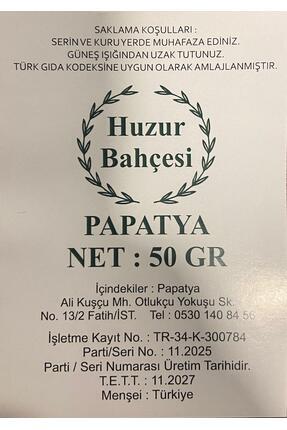 SAKLAMA KOŞULLARI :
SERİN VE KURU YERDE MUHAFAZA EDİNİZ.
GÜNEŞ IŞIĞINDAN UZAK TUTUNUZ.
TÜRK GIDA KODEKSİNE UYGUN OLARAK AMLAJLANMIŞTIR.
Huzur
Bahçesi
PAPATYA
NET : 50 GR
İçindekiler : Papatya
Ali Kuşçu Mh. Otlukçu Yokuşu Sk.
No. 13/2 Fatih/İST. Tel : 0530 140 84 56
İşletme Kayıt No. : TR-34-K-300784
Parti/Seri No. : 11.2025
Parti / Seri Numarası Üretim Tarihidir.
T.E.T.T. : 11.2027
Menşei : Türkiye